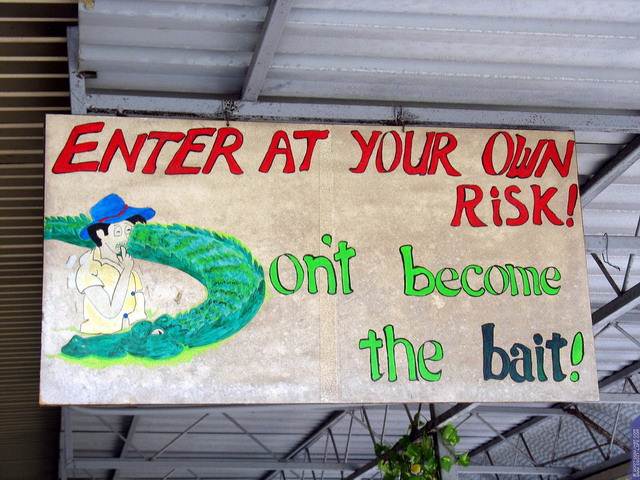 ENTER AT YOUR OWN
RISK!
Don't become
the bait!